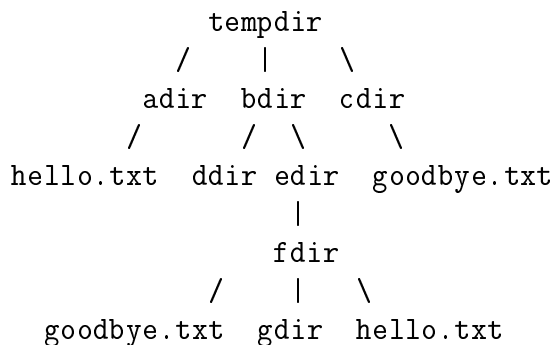 tempdir
/ | \
adir bdir cdir
/ / \ \
hello.txt ddir edir goodbye.txt
|
fdir
/ | \
goodbye.txt gdir hello.txt